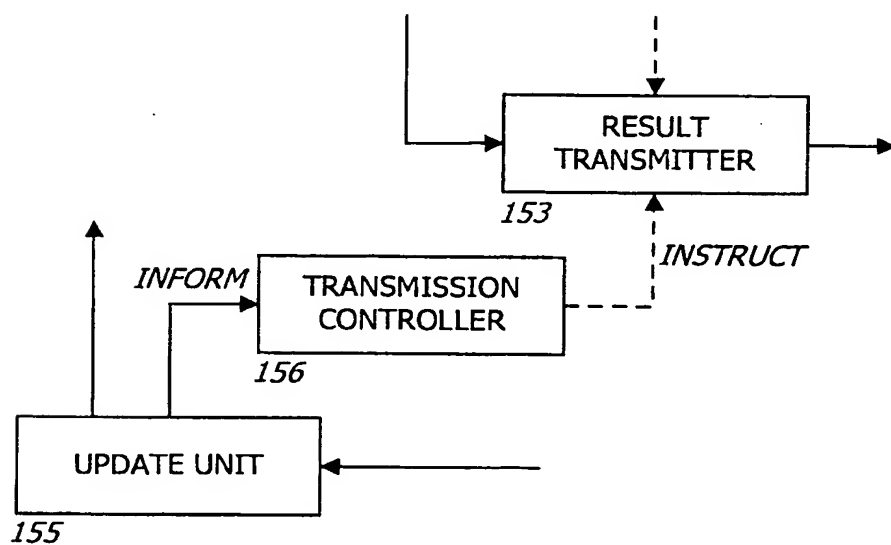 RESULT
TRANSMITTER
153
INFORM
INSTRUCT
TRANSMISSION
CONTROLLER
156
UPDATE UNIT
155